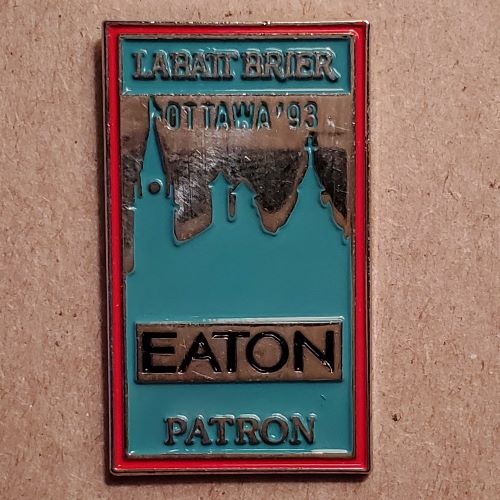 LABATT BRIER
OTTAWA '93
EATON
PATRON